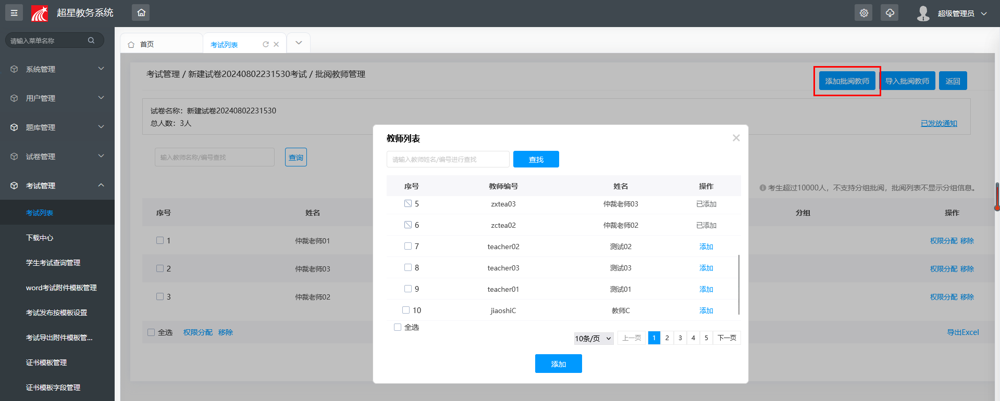 超星教务系统
超级管理员
请输入菜单名称
系统管理
用户管理
题库管理
试卷管理
考试管理
考试列表
下载中心
学生考试查询管理
word考试附件模板管理
考试发布按模板设置
考试导出附件模板管...
证书模板管理
证书模板字段管理
首页
考试列表
考试管理 / 新建试卷20240802231530考试 / 批阅教师管理
添加批阅教师 导入批阅教师 返回
试卷名称：新建试卷20240802231530
总人数：3人
已发放通知
输入教师名称/编号查找 查询
考生超过10000人，不支持分组批阅，批阅列表不显示分组信息。
序号 姓名 分组 操作
1 仲裁老师01 权限分配 移除
2 仲裁老师03 权限分配 移除
3 仲裁老师02 权限分配 移除
全选 权限分配 移除 导出Excel
教师列表
请输入教师姓名/编号进行查找 查找
序号 教师编号 姓名 操作
5 zxtea03 仲裁老师03 已添加
6 zctea02 仲裁老师02 已添加
7 teacher02 测试02 添加
8 teacher03 测试03 添加
9 teacher01 测试01 添加
10 jiaoshiC 教师C 添加
全选
10条/页 上一页 1 2 3 4 5 下一页
添加